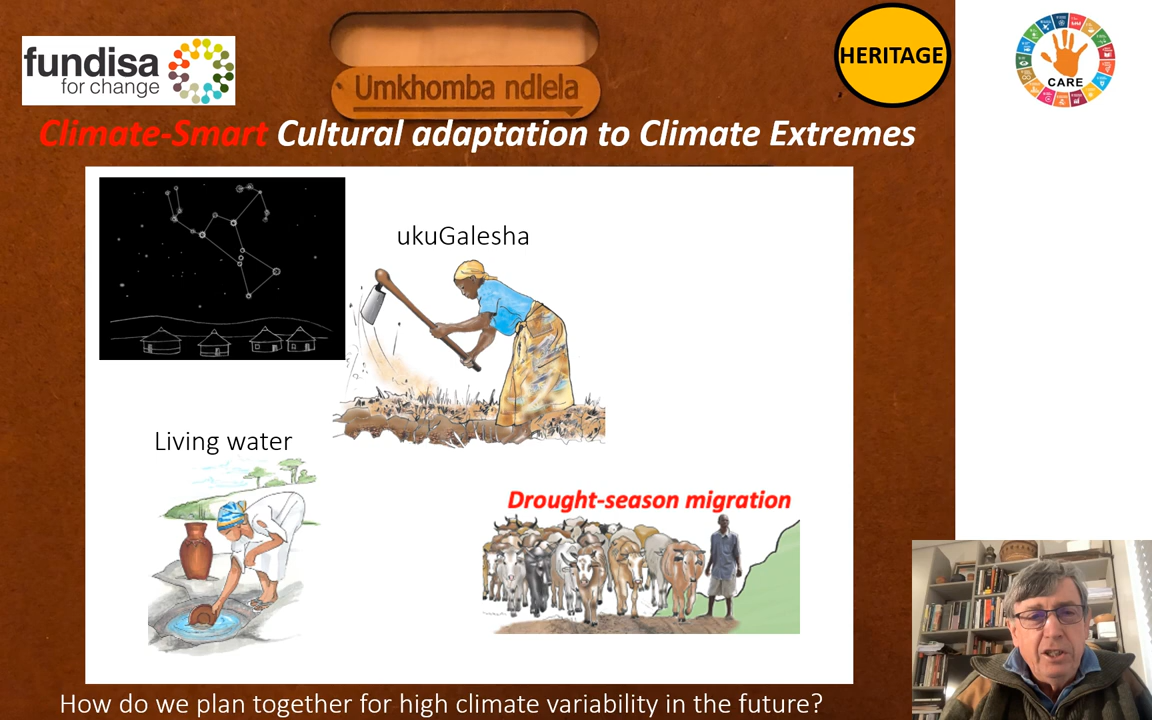 fundisa
for change
Umkhomba ndlela
HERITAGE
CARE
Climate-Smart Cultural adaptation to Climate Extremes
ukuGalesha
Living water
Drought-season migration
How do we plan together for high climate variability in the future?